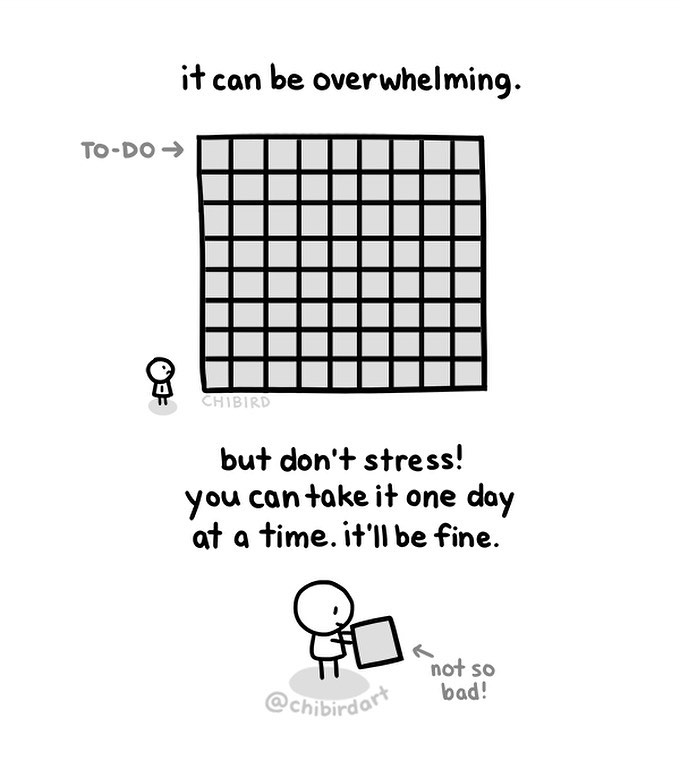 it can be overwhelming.
TO-DO →
CHIBIRD
but don't stress!
you can take it one day
at a time. it'll be fine.
not so
bad!
@chibirdart